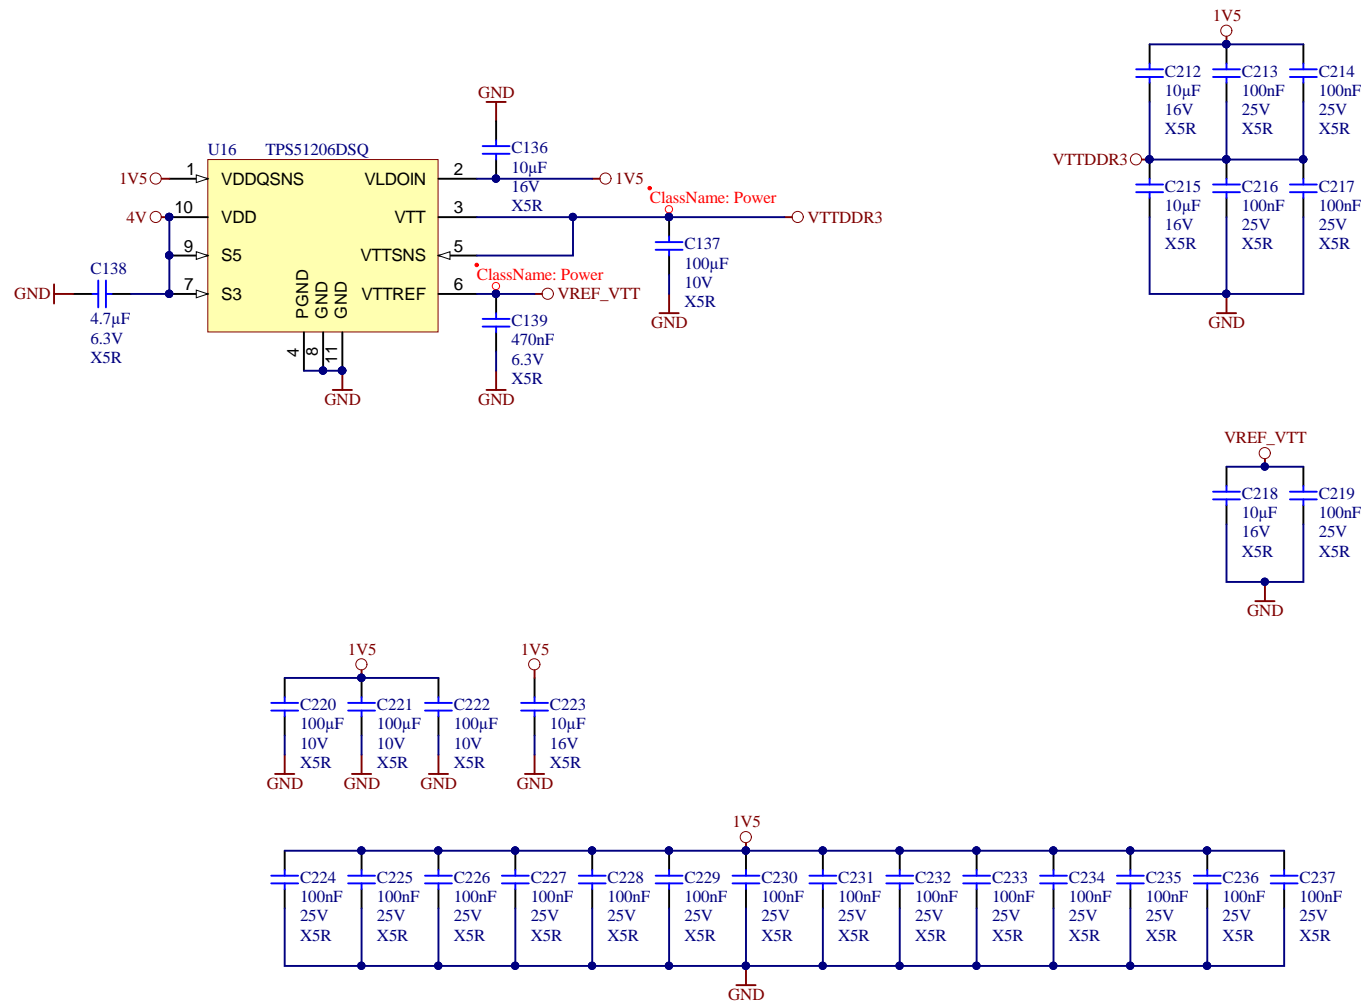 1V5
C212
10µF
16V
X5R
C213
100nF
25V
X5R
C214
100nF
25V
X5R
VTTDDR3
C215
10µF
16V
X5R
C216
100nF
25V
X5R
C217
100nF
25V
X5R
GND
GND
C136
10µF
16V
X5R
U16 TPS51206DSQ
1V5
1
VDDQSNS
VLDOIN
2
1V5
4V
10
VDD
VTT
3
ClassName: Power
VTTDDR3
9
S5
VTTSNS
5
C137
100µF
10V
X5R
GND
GND
C138
4.7µF
6.3V
X5R
7
S3
VTTREF
6
ClassName: Power
VREF_VTT
C139
470nF
6.3V
X5R
GND
PGND
GND
GND
4
8
11
GND
VREF_VTT
C218
10µF
16V
X5R
C219
100nF
25V
X5R
GND
1V5
C220
100µF
10V
X5R
GND
C221
100µF
10V
X5R
GND
C222
100µF
10V
X5R
GND
1V5
C223
10µF
16V
X5R
GND
1V5
C224
100nF
25V
X5R
C225
100nF
25V
X5R
C226
100nF
25V
X5R
C227
100nF
25V
X5R
C228
100nF
25V
X5R
C229
100nF
25V
X5R
C230
100nF
25V
X5R
C231
100nF
25V
X5R
C232
100nF
25V
X5R
C233
100nF
25V
X5R
C234
100nF
25V
X5R
C235
100nF
25V
X5R
C236
100nF
25V
X5R
C237
100nF
25V
X5R
GND